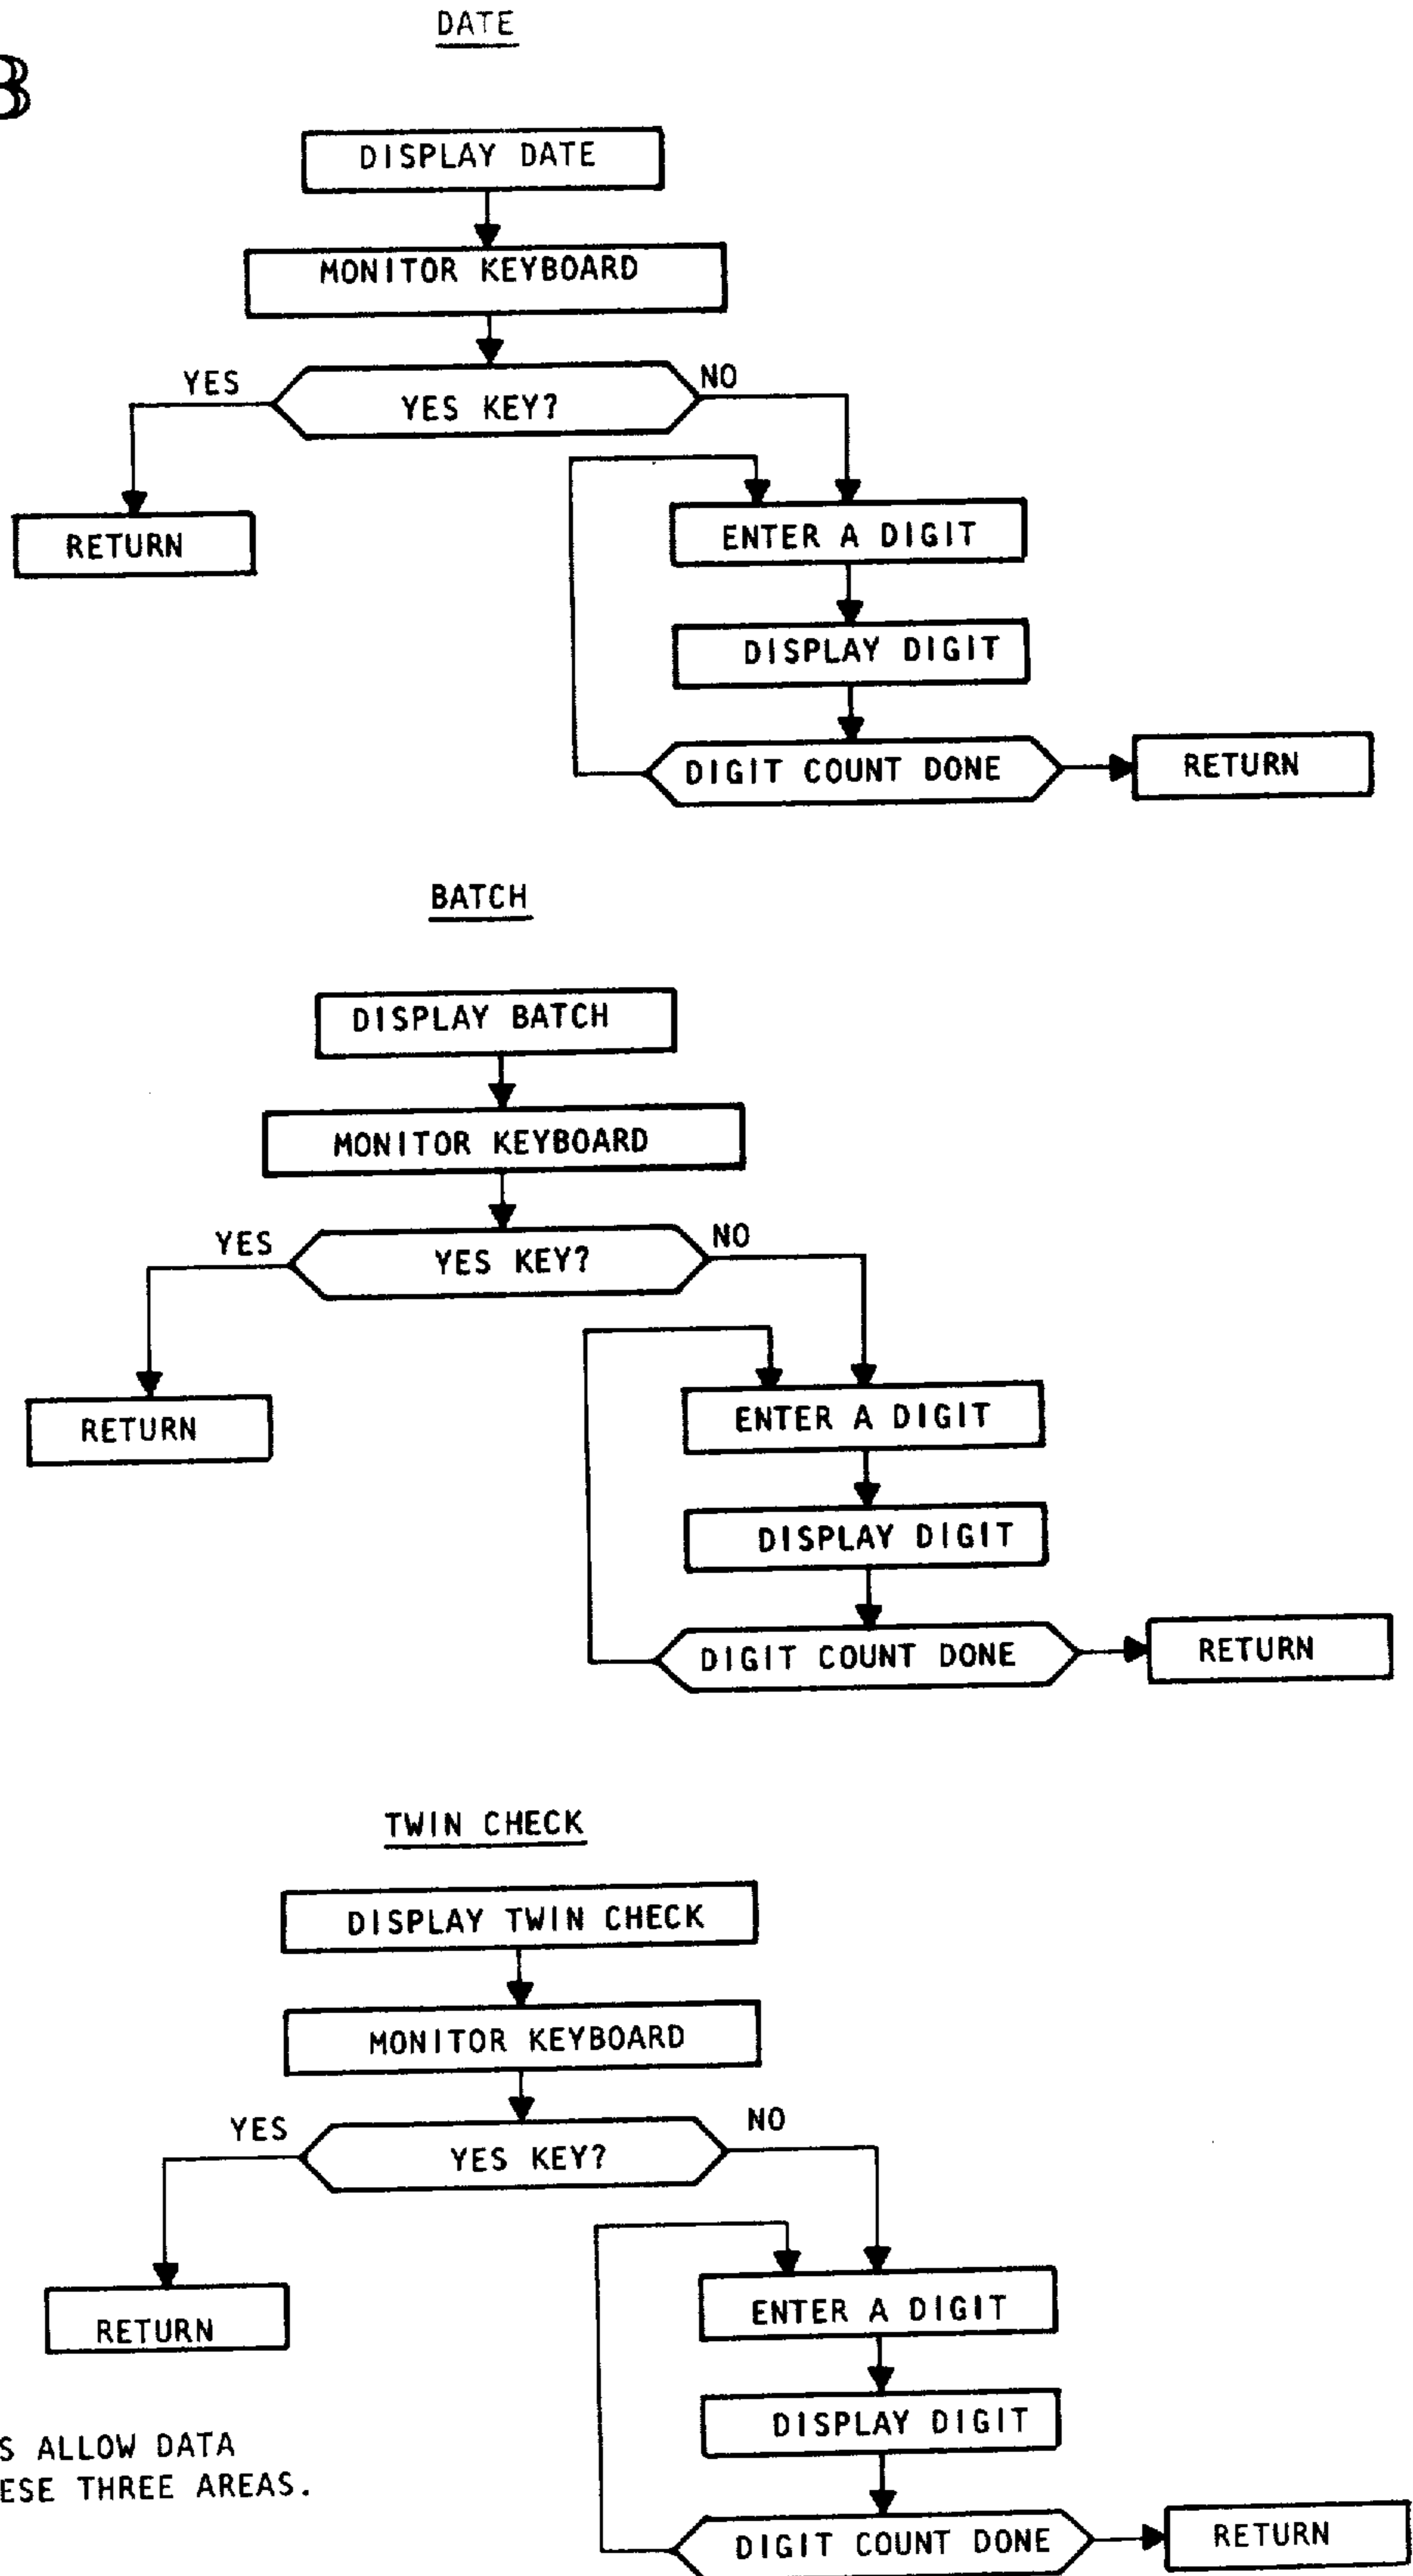 DATE
B
DISPLAY DATE
MONITOR KEYBOARD
YES
NO
YES KEY?
RETURN
ENTER A DIGIT
DISPLAY DIGIT
DIGIT COUNT DONE
RETURN
BATCH
DISPLAY BATCH
MONITOR KEYBOARD
YES
NO
YES KEY?
RETURN
ENTER A DIGIT
DISPLAY DIGIT
DIGIT COUNT DONE
RETURN
TWIN CHECK
DISPLAY TWIN CHECK
MONITOR KEYBOARD
YES
NO
YES KEY?
RETURN
ENTER A DIGIT
DISPLAY DIGIT
S ALLOW DATA
ESE THREE AREAS.
DIGIT COUNT DONE
RETURN